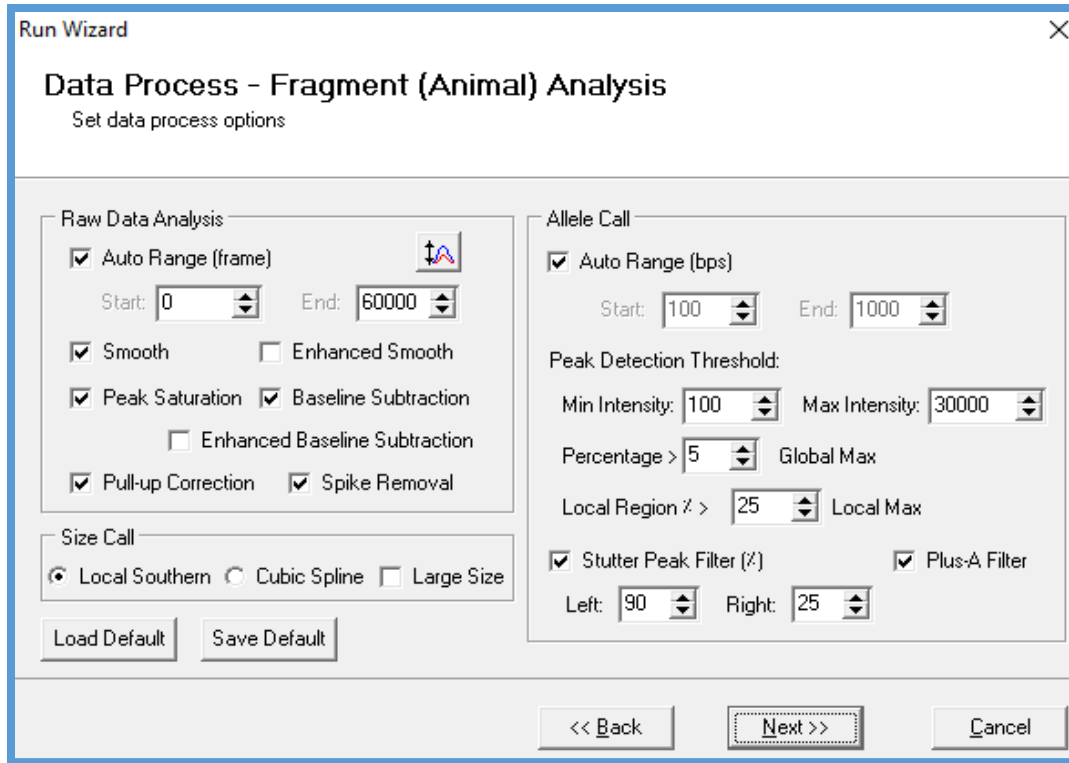 Run Wizard
Data Process - Fragment (Animal) Analysis
Set data process options
Raw Data Analysis
Auto Range (frame)
Start: 0 End: 60000
Smooth Enhanced Smooth
Peak Saturation Baseline Subtraction
Enhanced Baseline Subtraction
Pull-up Correction Spike Removal
Size Call
Local Southern Cubic Spline Large Size
Load Default Save Default
Allele Call
Auto Range (bps)
Start: 100 End: 1000
Peak Detection Threshold:
Min Intensity: 100 Max Intensity: 30000
Percentage > 5 Global Max
Local Region % > 25 Local Max
Stutter Peak Filter (%) Plus-A Filter
Left: 90 Right: 25
<< Back Next >> Cancel